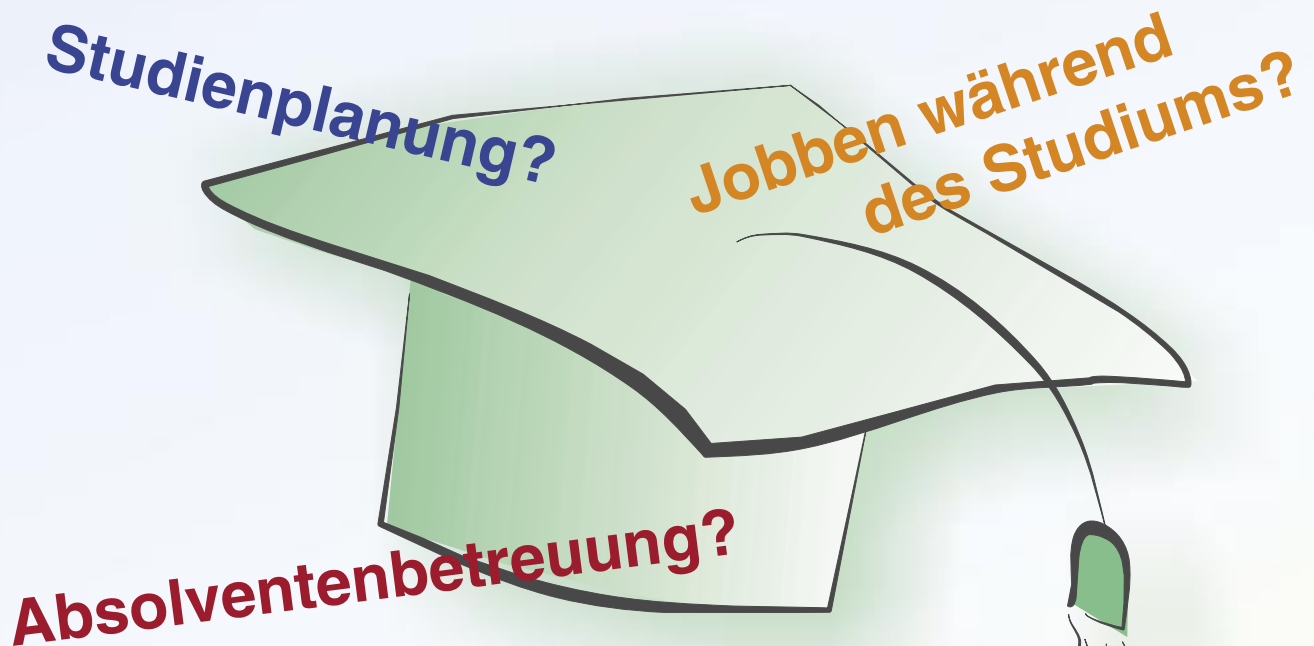 Studienplanung?
Jobben während
des Studiums?
Absolventenbetreuung?